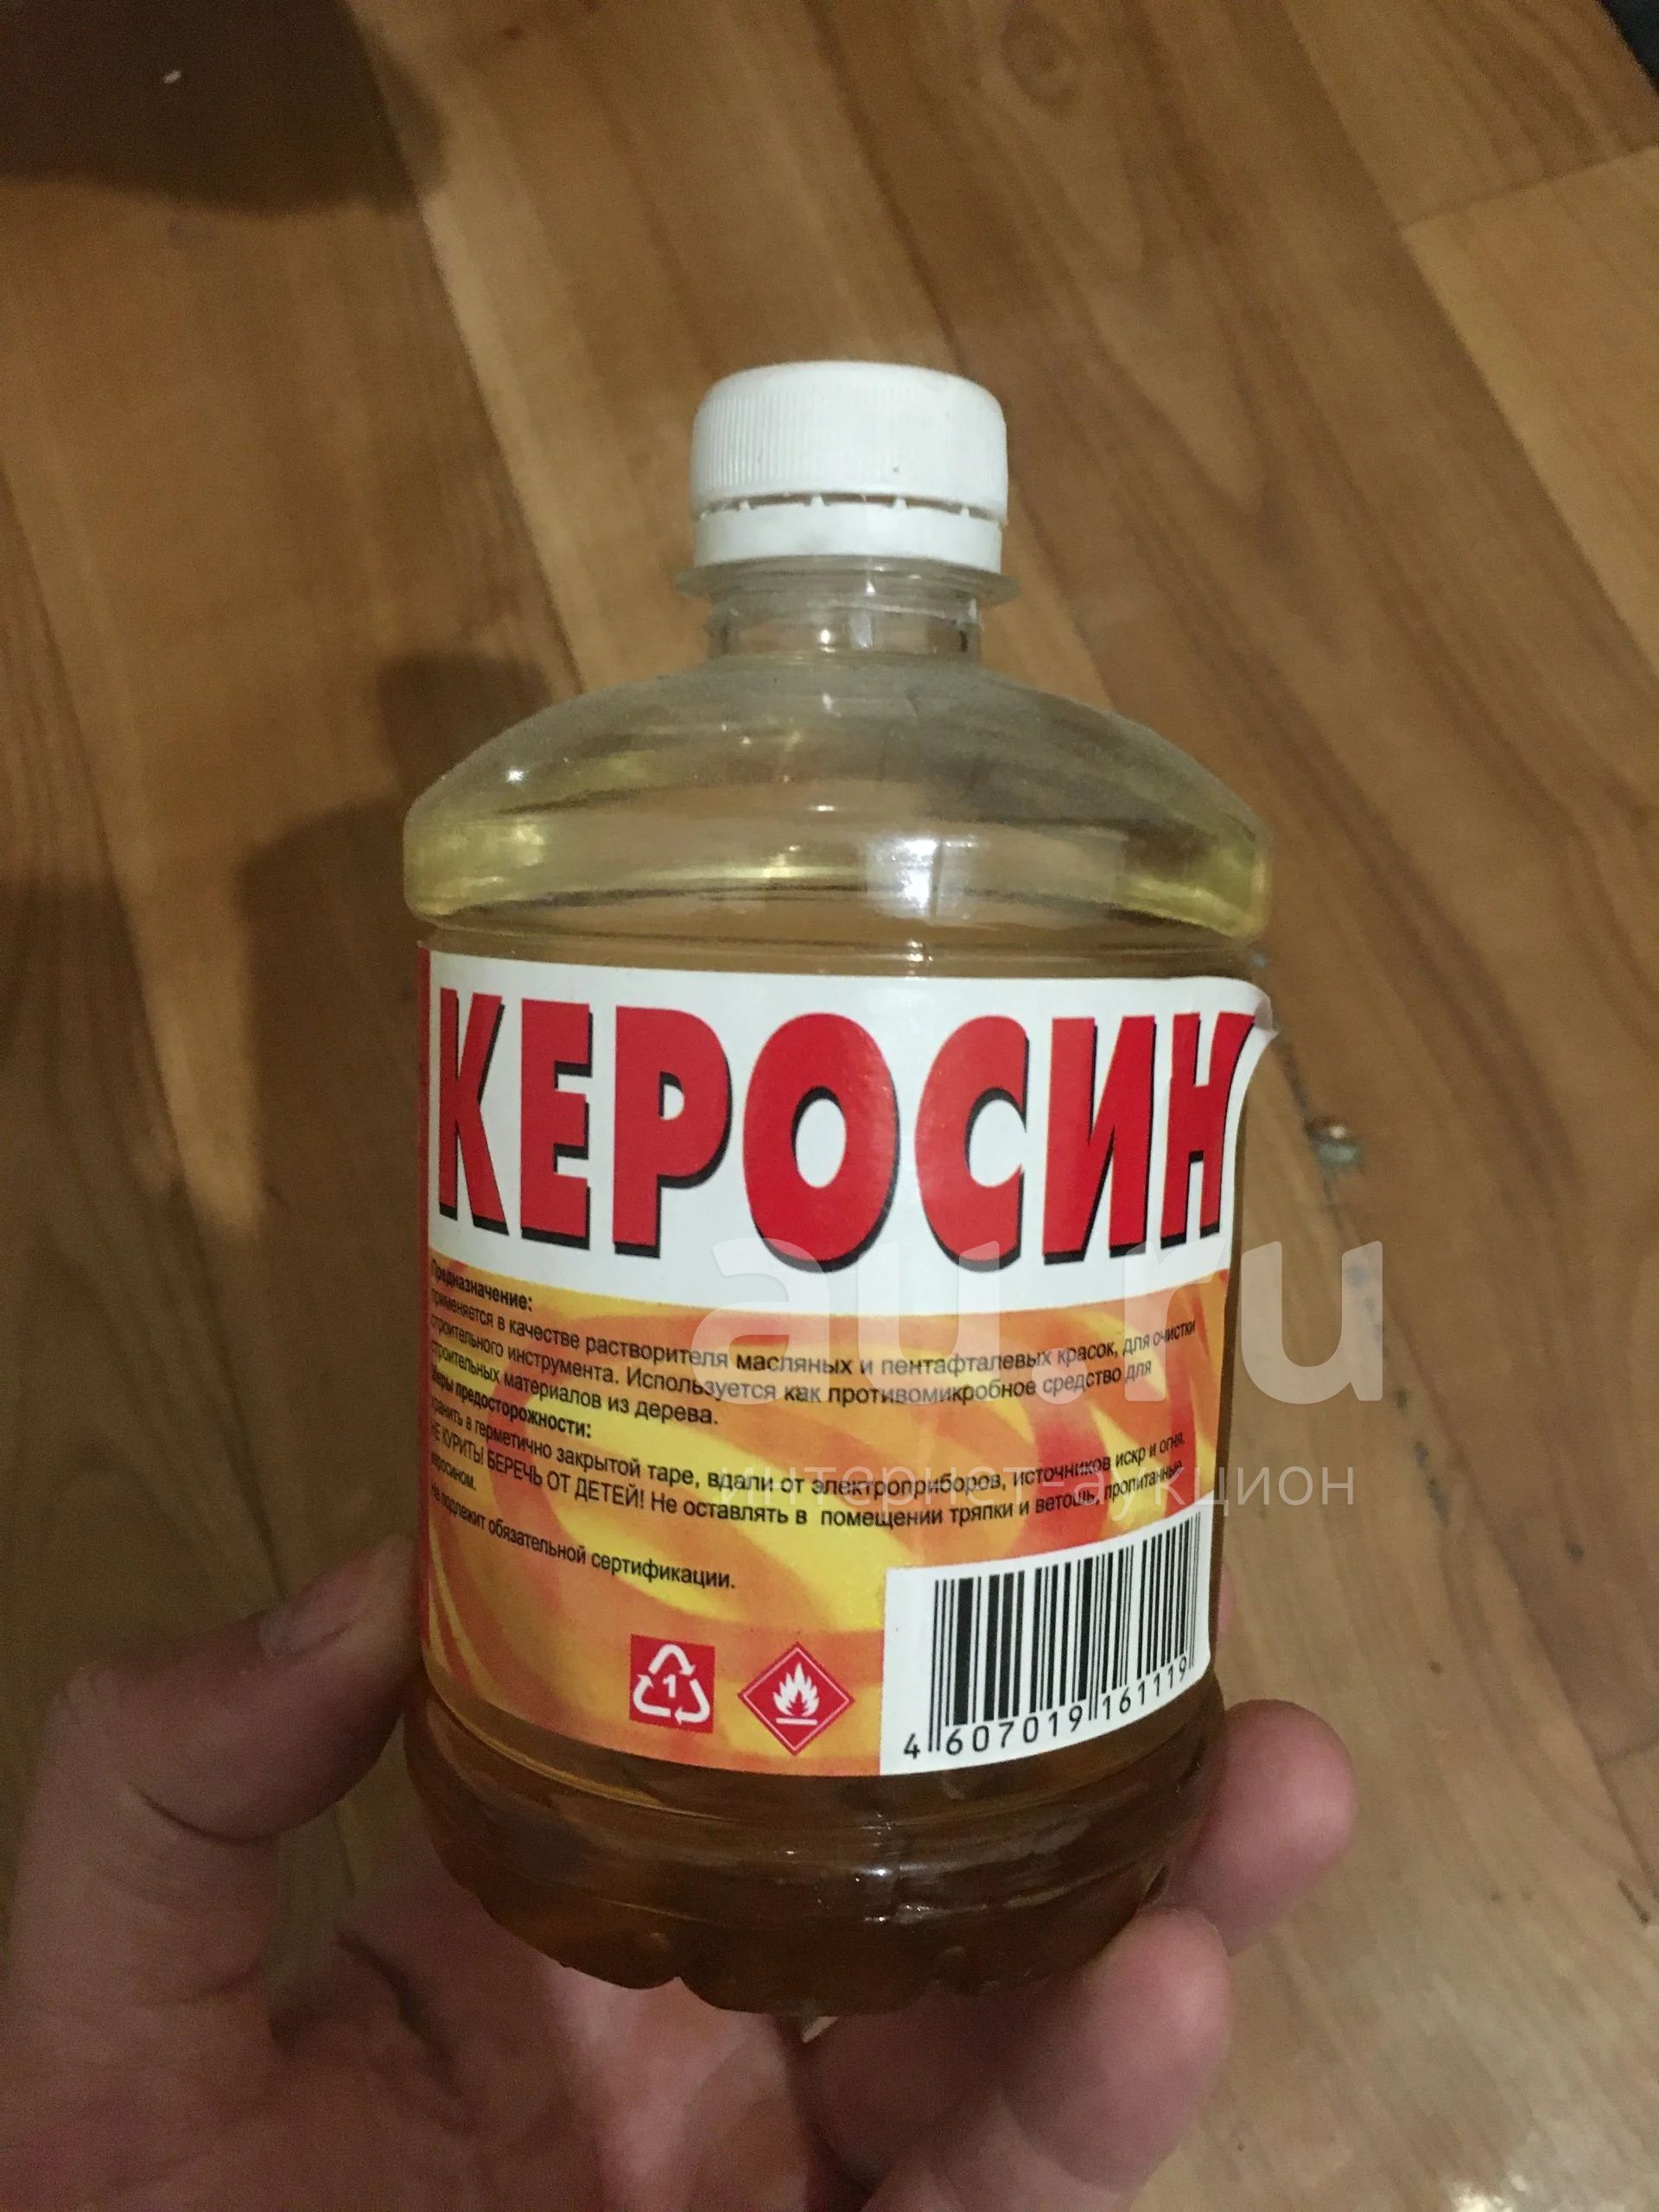 КЕРОСИН
Предназначение:
применяется в качестве растворителя масляных и пентафталевых красок, для очистки
строительного инструмента. Используется как противомикробное средство для
строительных материалов из дерева.
Меры предосторожности:
хранить в герметично закрытой таре, вдали от электроприборов, источников искр и огня.
НЕ КУРИТЬ! БЕРЕЧЬ ОТ ДЕТЕЙ! Не оставлять в помещении тряпки и ветошь, пропитанные
керосином.
Не подлежит обязательной сертификации.
1
4 607019 161119
au.ru
интернет-аукцион